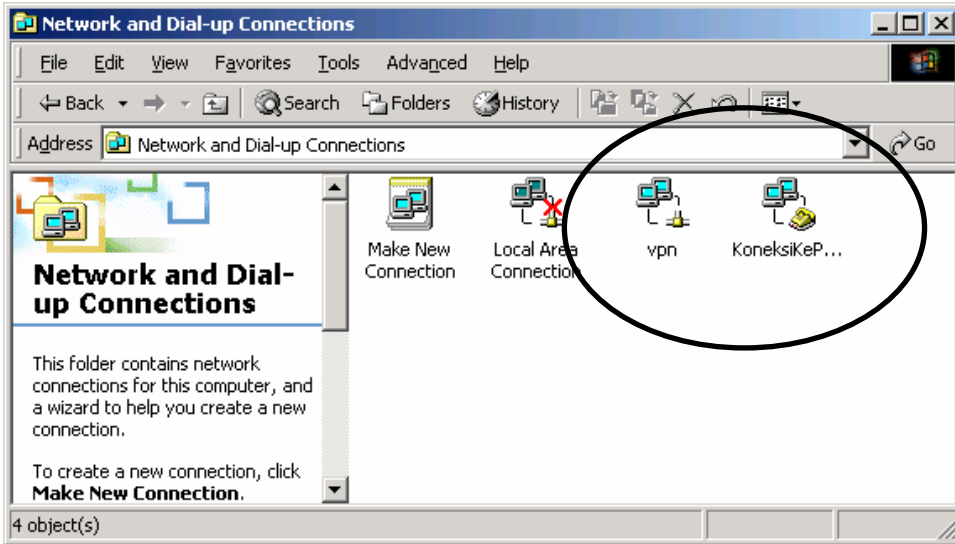 Network and Dial-up Connections
File Edit View Favorites Tools Advanced Help
Back Search Folders History
Address Network and Dial-up Connections Go
Make New
Connection
Local Area
Connection
vpn
KoneksiKeP...
Network and Dial-
up Connections
This folder contains network
connections for this computer, and
a wizard to help you create a new
connection.
To create a new connection, click
Make New Connection.
4 object(s)